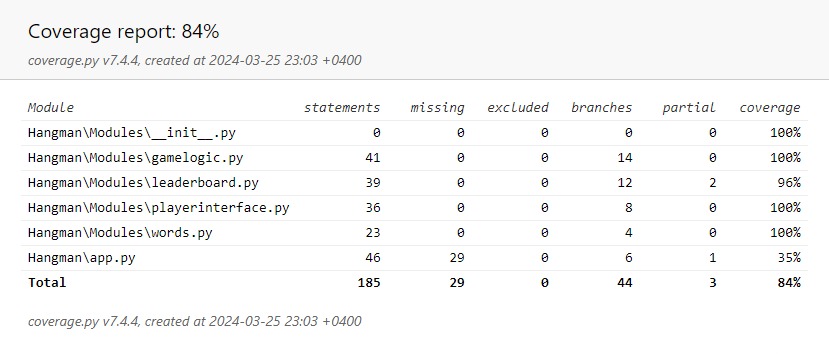 Coverage report: 84%
coverage.py v7.4.4, created at 2024-03-25 23:03 +0400
Module statements missing excluded branches partial coverage
Hangman\Modules\__init__.py 0 0 0 0 0 100%
Hangman\Modules\gamelogic.py 41 0 0 14 0 100%
Hangman\Modules\leaderboard.py 39 0 0 12 2 96%
Hangman\Modules\playerinterface.py 36 0 0 8 0 100%
Hangman\Modules\words.py 23 0 0 4 0 100%
Hangman\app.py 46 29 0 6 1 35%
Total 185 29 0 44 3 84%
coverage.py v7.4.4, created at 2024-03-25 23:03 +0400